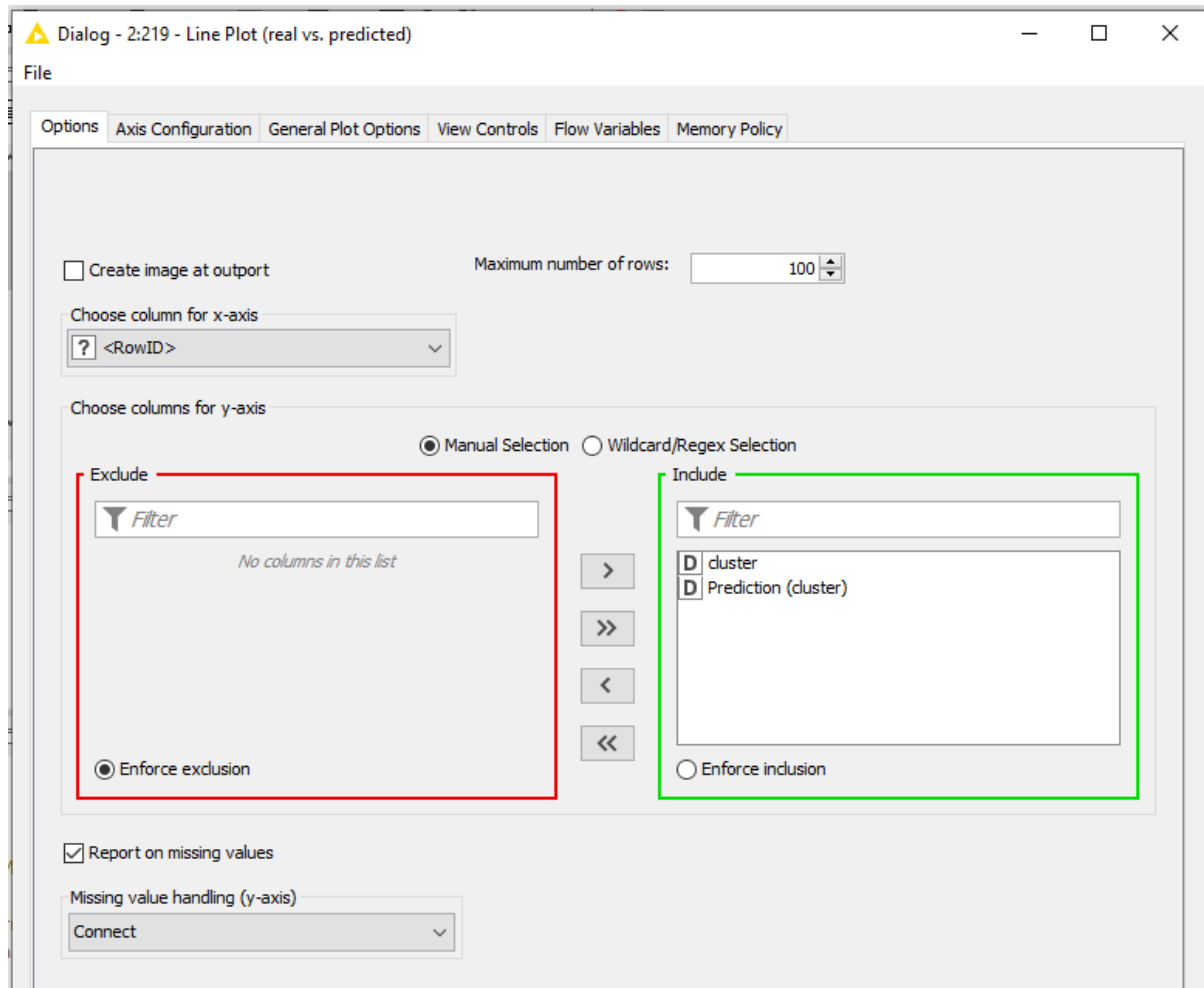 Dialog - 2:219 - Line Plot (real vs. predicted)
File
Options Axis Configuration General Plot Options View Controls Flow Variables Memory Policy
Create image at outport Maximum number of rows: 100
Choose column for x-axis
? <RowID>
Choose columns for y-axis
Manual Selection Wildcard/Regex Selection
Exclude Include
Filter Filter
No columns in this list D cluster
D Prediction (cluster)
>
>>
<
<<
Enforce exclusion Enforce inclusion
Report on missing values
Missing value handling (y-axis)
Connect